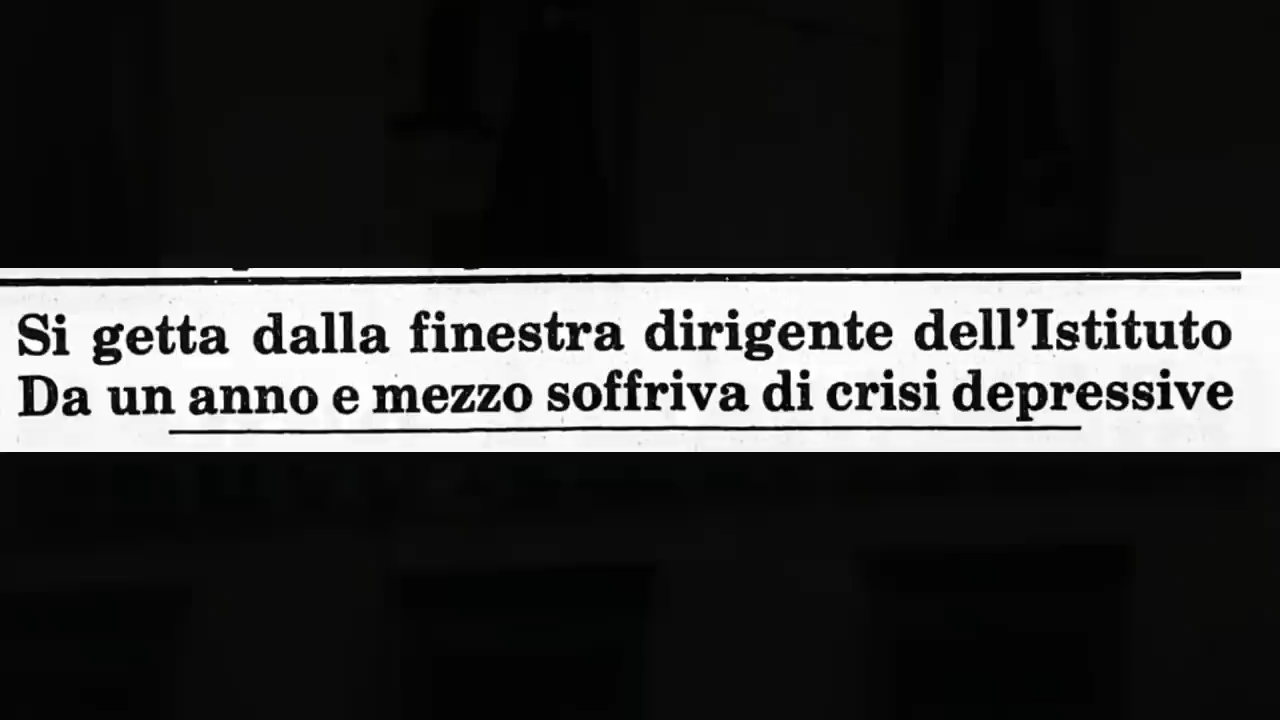 Si getta dalla finestra dirigente dell'Istituto
Da un anno e mezzo soffriva di crisi depressive